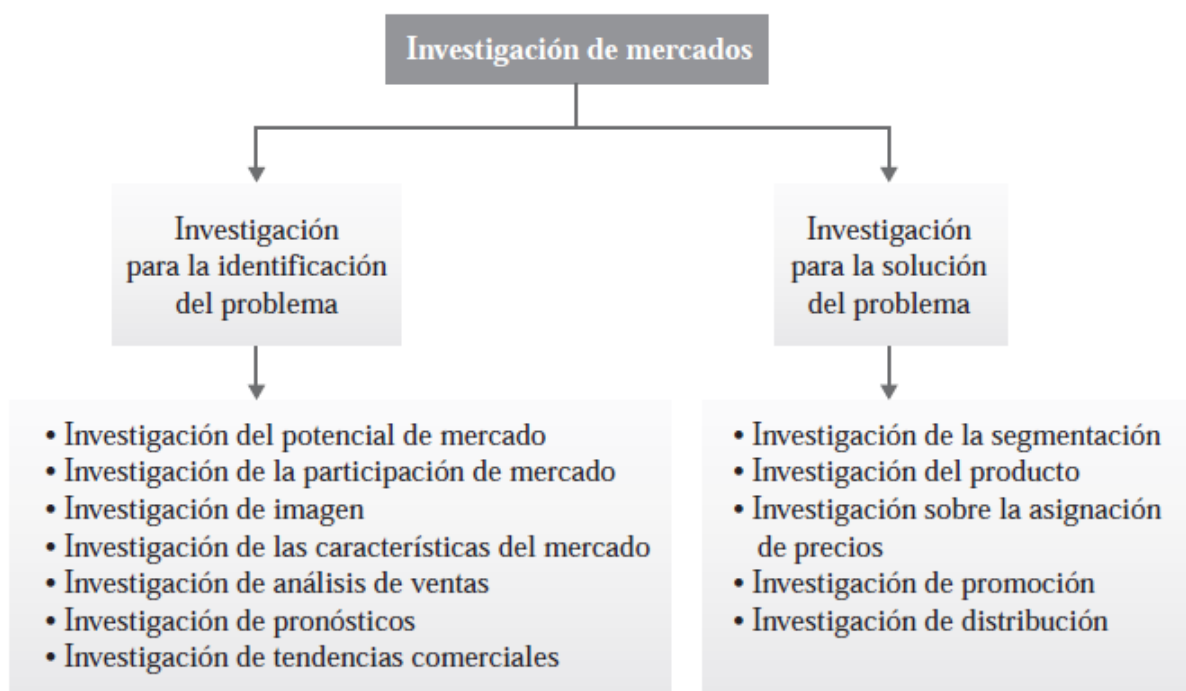 Investigación de mercados
Investigación
para la identificación
del problema
Investigación
para la solución
del problema
• Investigación del potencial de mercado
• Investigación de la participación de mercado
• Investigación de imagen
• Investigación de las características del mercado
• Investigación de análisis de ventas
• Investigación de pronósticos
• Investigación de tendencias comerciales
• Investigación de la segmentación
• Investigación del producto
• Investigación sobre la asignación
de precios
• Investigación de promoción
• Investigación de distribución